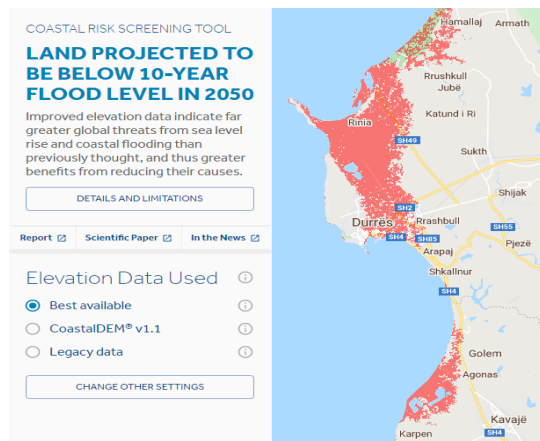 COASTAL RISK SCREENING TOOL
LAND PROJECTED TO
BE BELOW 10-YEAR
FLOOD LEVEL IN 2050
Improved elevation data indicate far
greater global threats from sea level
rise and coastal flooding than
previously thought, and thus greater
benefits from reducing their causes.
DETAILS AND LIMITATIONS
Report
Scientific Paper
In the News
Elevation Data Used
Best available
CoastalDEM® v1.1
Legacy data
CHANGE OTHER SETTINGS
Hamallaj
Armath
Rrushkull
Jubë
Rinia
Katund i Ri
SH49
Sukth
Shijak
SH2
Durrës
Rrashbull
SH55
SH4
SH85
Arapaj
Pjezë
Shkallnur
SH4
Golem
Agonas
Kavajë
Karpen
SH4